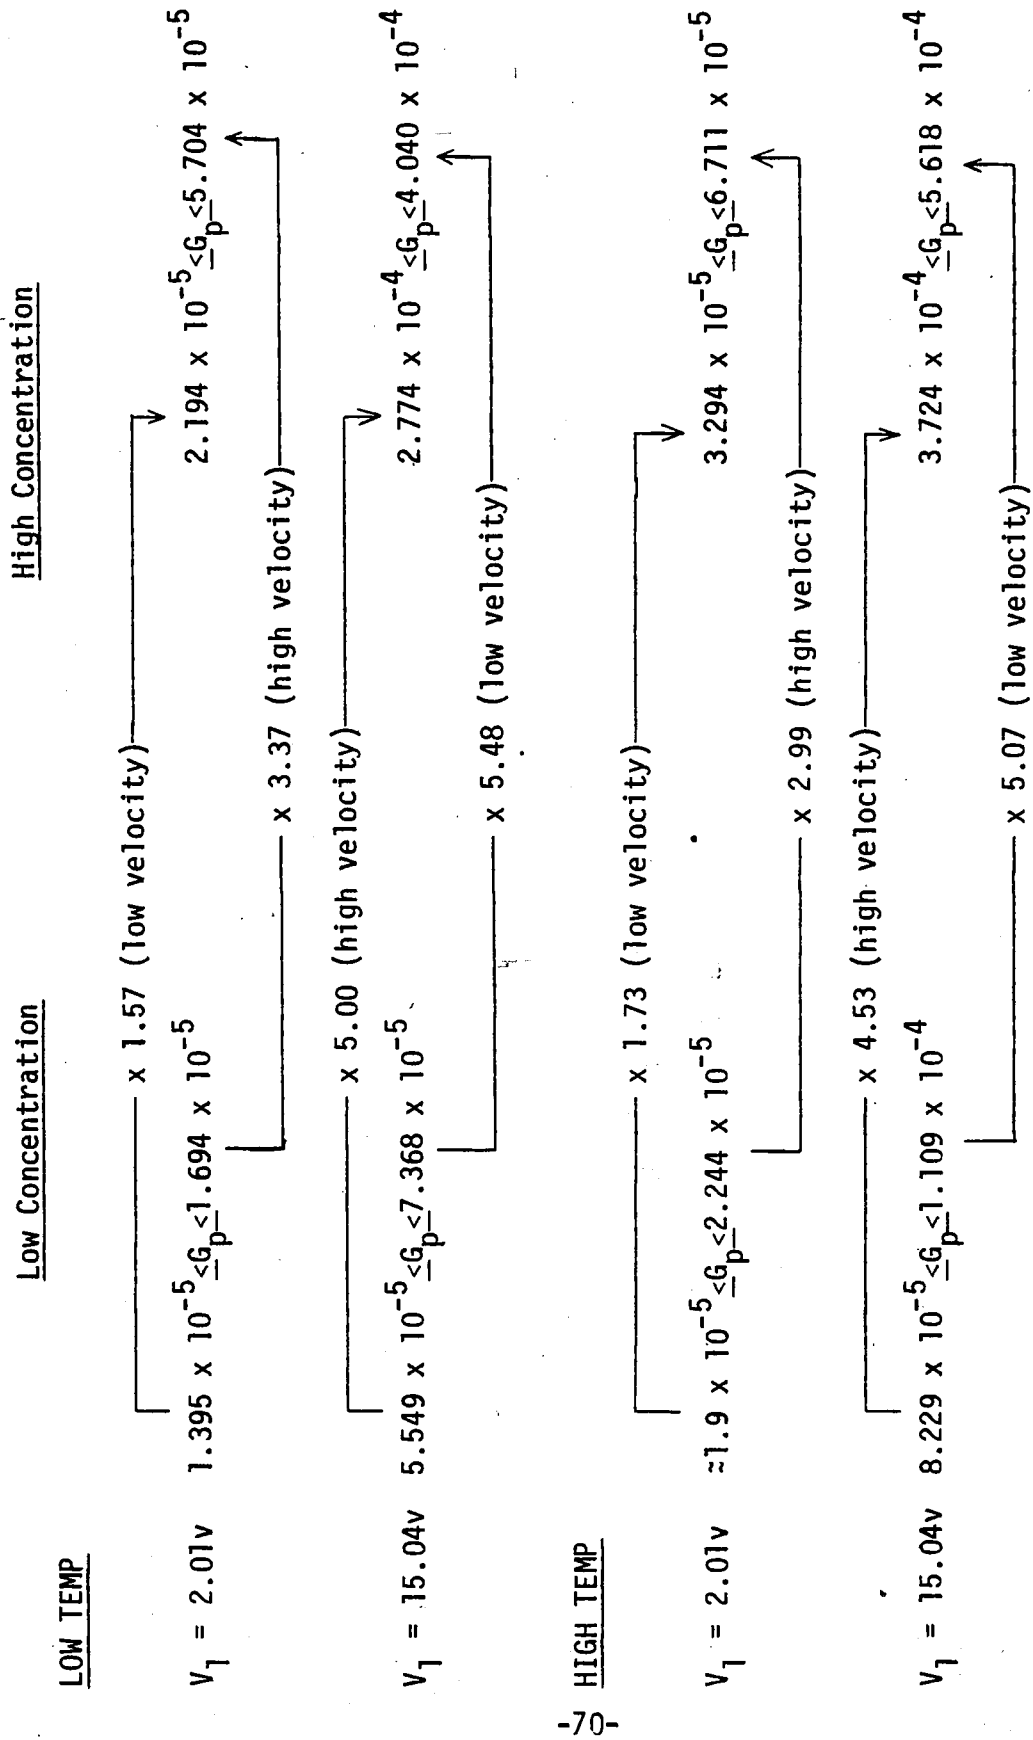 Low Concentration High Concentration
LOW TEMP
x 1.57 (low velocity)
V₁ = 2.01v 1.395 x 10⁻⁵ ≤ Gₚ ≤ 1.694 x 10⁻⁵ 2.194 x 10⁻⁵ ≤ Gₚ ≤ 5.704 x 10⁻⁵
x 3.37 (high velocity)
x 5.00 (high velocity)
V₁ = 15.04v 5.549 x 10⁻⁵ ≤ Gₚ ≤ 7.368 x 10⁻⁵ 2.774 x 10⁻⁴ ≤ Gₚ ≤ 4.040 x 10⁻⁴
x 5.48 (low velocity)
HIGH TEMP
x 1.73 (low velocity)
V₁ = 2.01v ≈1.9 x 10⁻⁵ ≤ Gₚ ≤ 2.244 x 10⁻⁵ 3.294 x 10⁻⁵ ≤ Gₚ ≤ 6.711 x 10⁻⁵
x 2.99 (high velocity)
x 4.53 (high velocity)
V₁ = 15.04v 8.229 x 10⁻⁵ ≤ Gₚ ≤ 1.109 x 10⁻⁴ 3.724 x 10⁻⁴ ≤ Gₚ ≤ 5.618 x 10⁻⁴
x 5.07 (low velocity)
-70-